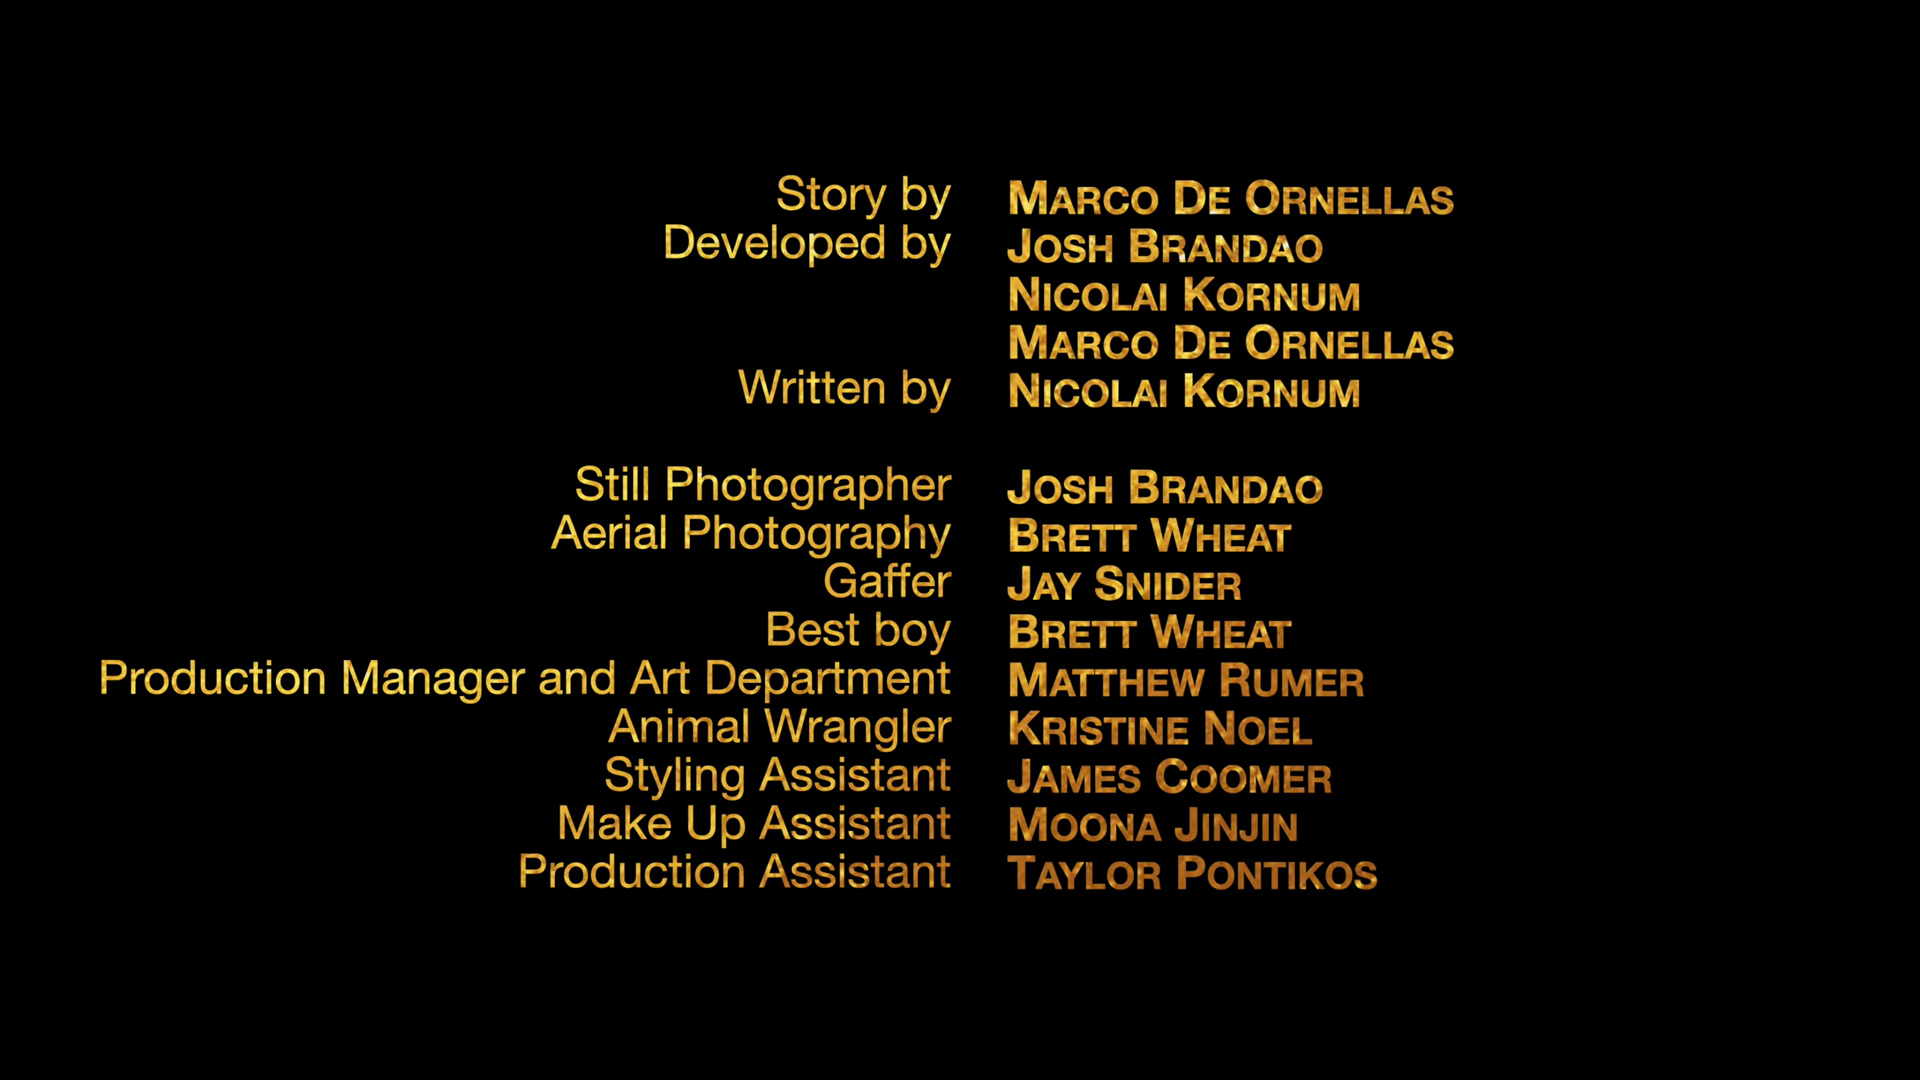 Story by MARCO DE ORNELLAS
Developed by JOSH BRANDAO
NICOLAI KORNUM
MARCO DE ORNELLAS
Written by NICOLAI KORNUM
Still Photographer JOSH BRANDAO
Aerial Photography BRETT WHEAT
Gaffer JAY SNIDER
Best boy BRETT WHEAT
Production Manager and Art Department MATTHEW RUMER
Animal Wrangler KRISTINE NOEL
Styling Assistant JAMES COOMER
Make Up Assistant MOONA JINJIN
Production Assistant TAYLOR PONTIKOS